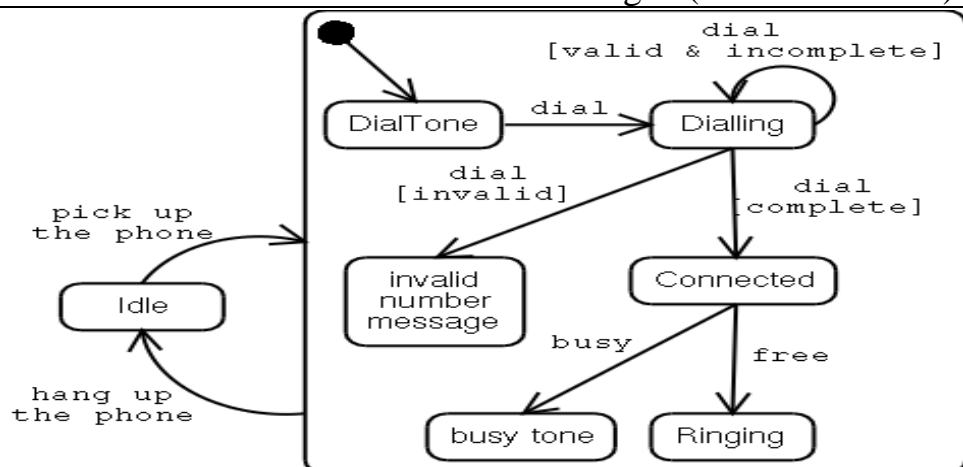 dial
[valid & incomplete]
DialTone
dial
Dialling
dial
[invalid]
dial
[complete]
pick up
the phone
Idle
invalid
number
message
Connected
hang up
the phone
busy
free
busy tone
Ringing